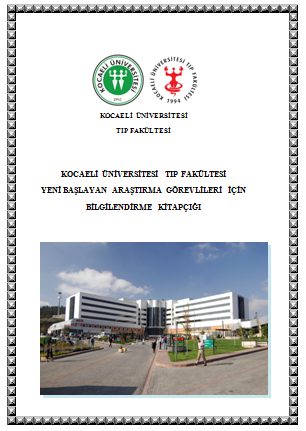 KOCAELİ ÜNİVERSİTESİ
1992
KOCAELİ ÜNİVERSİTESİ TIP FAKÜLTESİ
1994
KOCAELİ ÜNİVERSİTESİ
TIP FAKÜLTESİ
KOCAELİ ÜNİVERSİTESİ TIP FAKÜLTESİ
YENİ BAŞLAYAN ARAŞTIRMA GÖREVLİLERİ İÇİN
BİLGİLENDİRME KİTAPÇIĞI